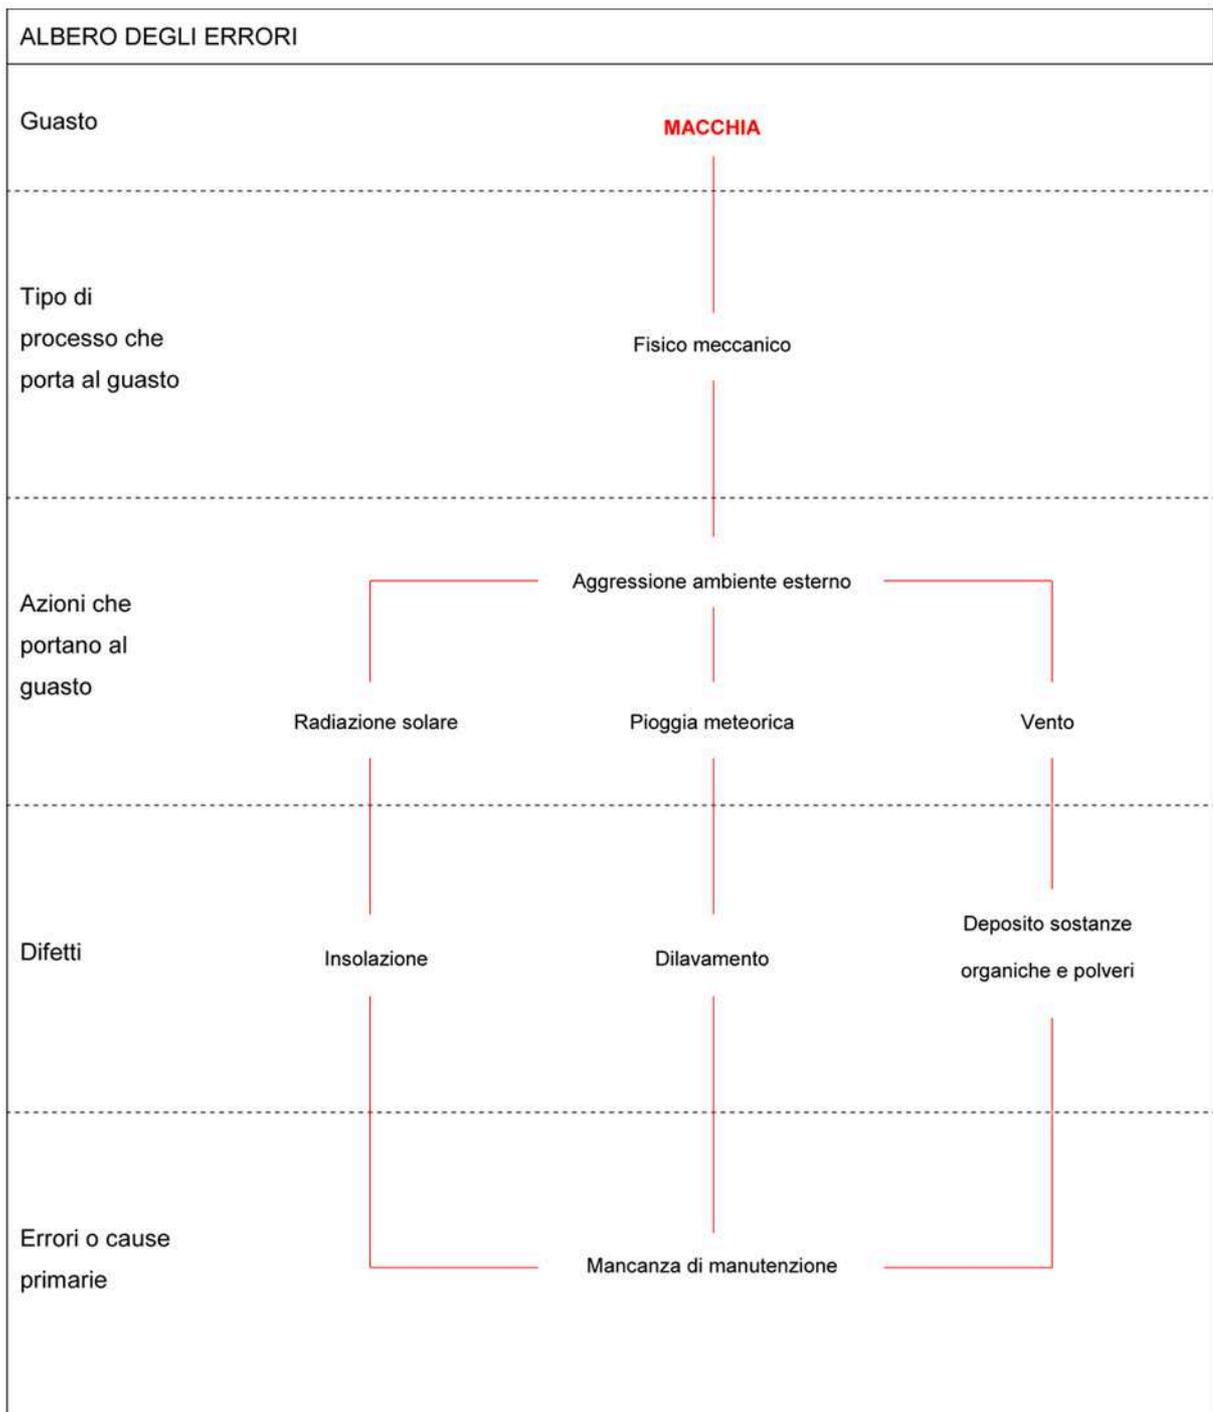 ALBERO DEGLI ERRORI
Guasto
MACCHIA
Tipo di
processo che
porta al guasto
Fisico meccanico
Azioni che
portano al
guasto
Aggressione ambiente esterno
Radiazione solare
Pioggia meteorica
Vento
Difetti
Insolazione
Dilavamento
Deposito sostanze
organiche e polveri
Errori o cause
primarie
Mancanza di manutenzione